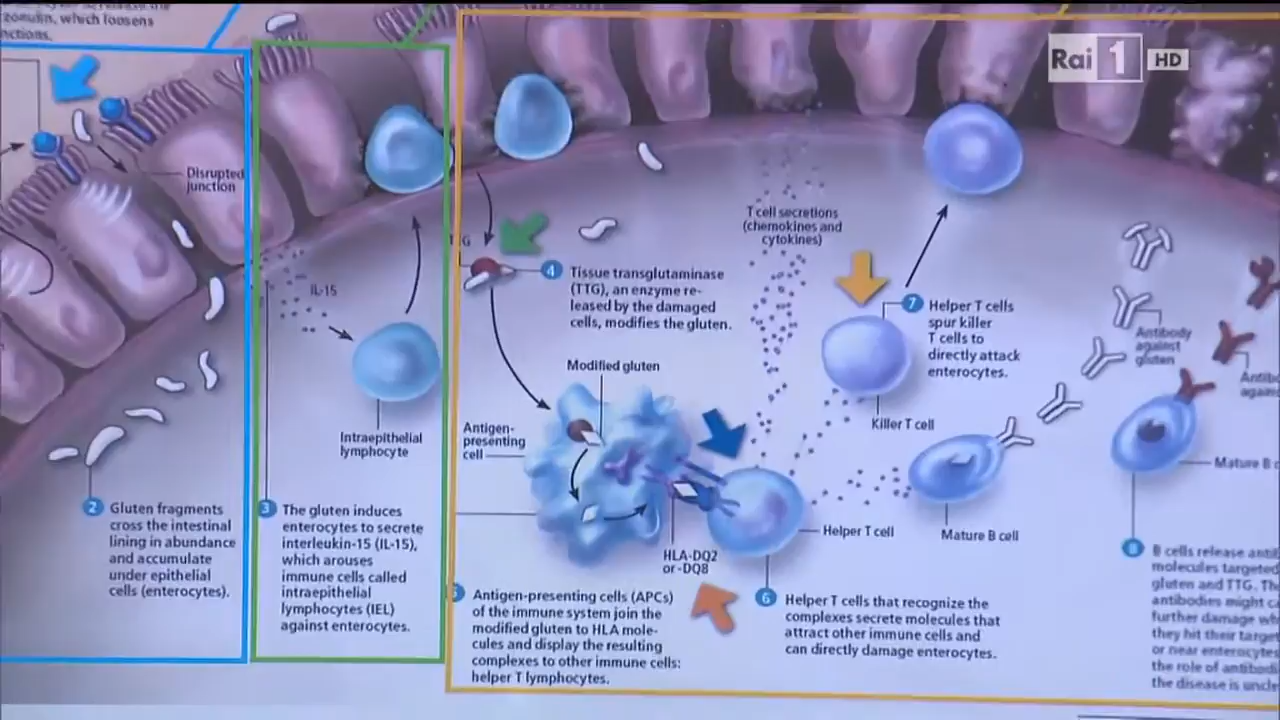 zonulin, which loosens
nctions.
Rai 1 HD
Disrupted
junction
T cell secretions
(chemokines and
cytokines)
IL-15
4 Tissue transglutaminase
(TTG), an enzyme re-
leased by the damaged
cells, modifies the gluten.
7 Helper T cells
spur killer
T cells to
directly attack
enterocytes.
Antibody
against
gluten
Modified gluten
Antigen-
presenting
cell
Killer T cell
Intraepithelial
lymphocyte
Mature B c
Helper T cell
Mature B cell
HLA-DQ2
or -DQ8
2 Gluten fragments
cross the intestinal
lining in abundance
and accumulate
under epithelial
cells (enterocytes).
3 The gluten induces
enterocytes to secrete
interleukin-15 (IL-15),
which arouses
immune cells called
intraepithelial
lymphocytes (IEL)
against enterocytes.
5 Antigen-presenting cells (APCs)
of the immune system join the
modified gluten to HLA mole-
cules and display the resulting
complexes to other immune cells:
helper T lymphocytes.
6 Helper T cells that recognize the
complexes secrete molecules that
attract other immune cells and
can directly damage enterocytes.
8 B cells release anti
molecules targeted
gluten and TTG. Th
antibodies might ca
further damage wh
they hit their target
or near enterocytes
the role of antibodi
the disease is uncle